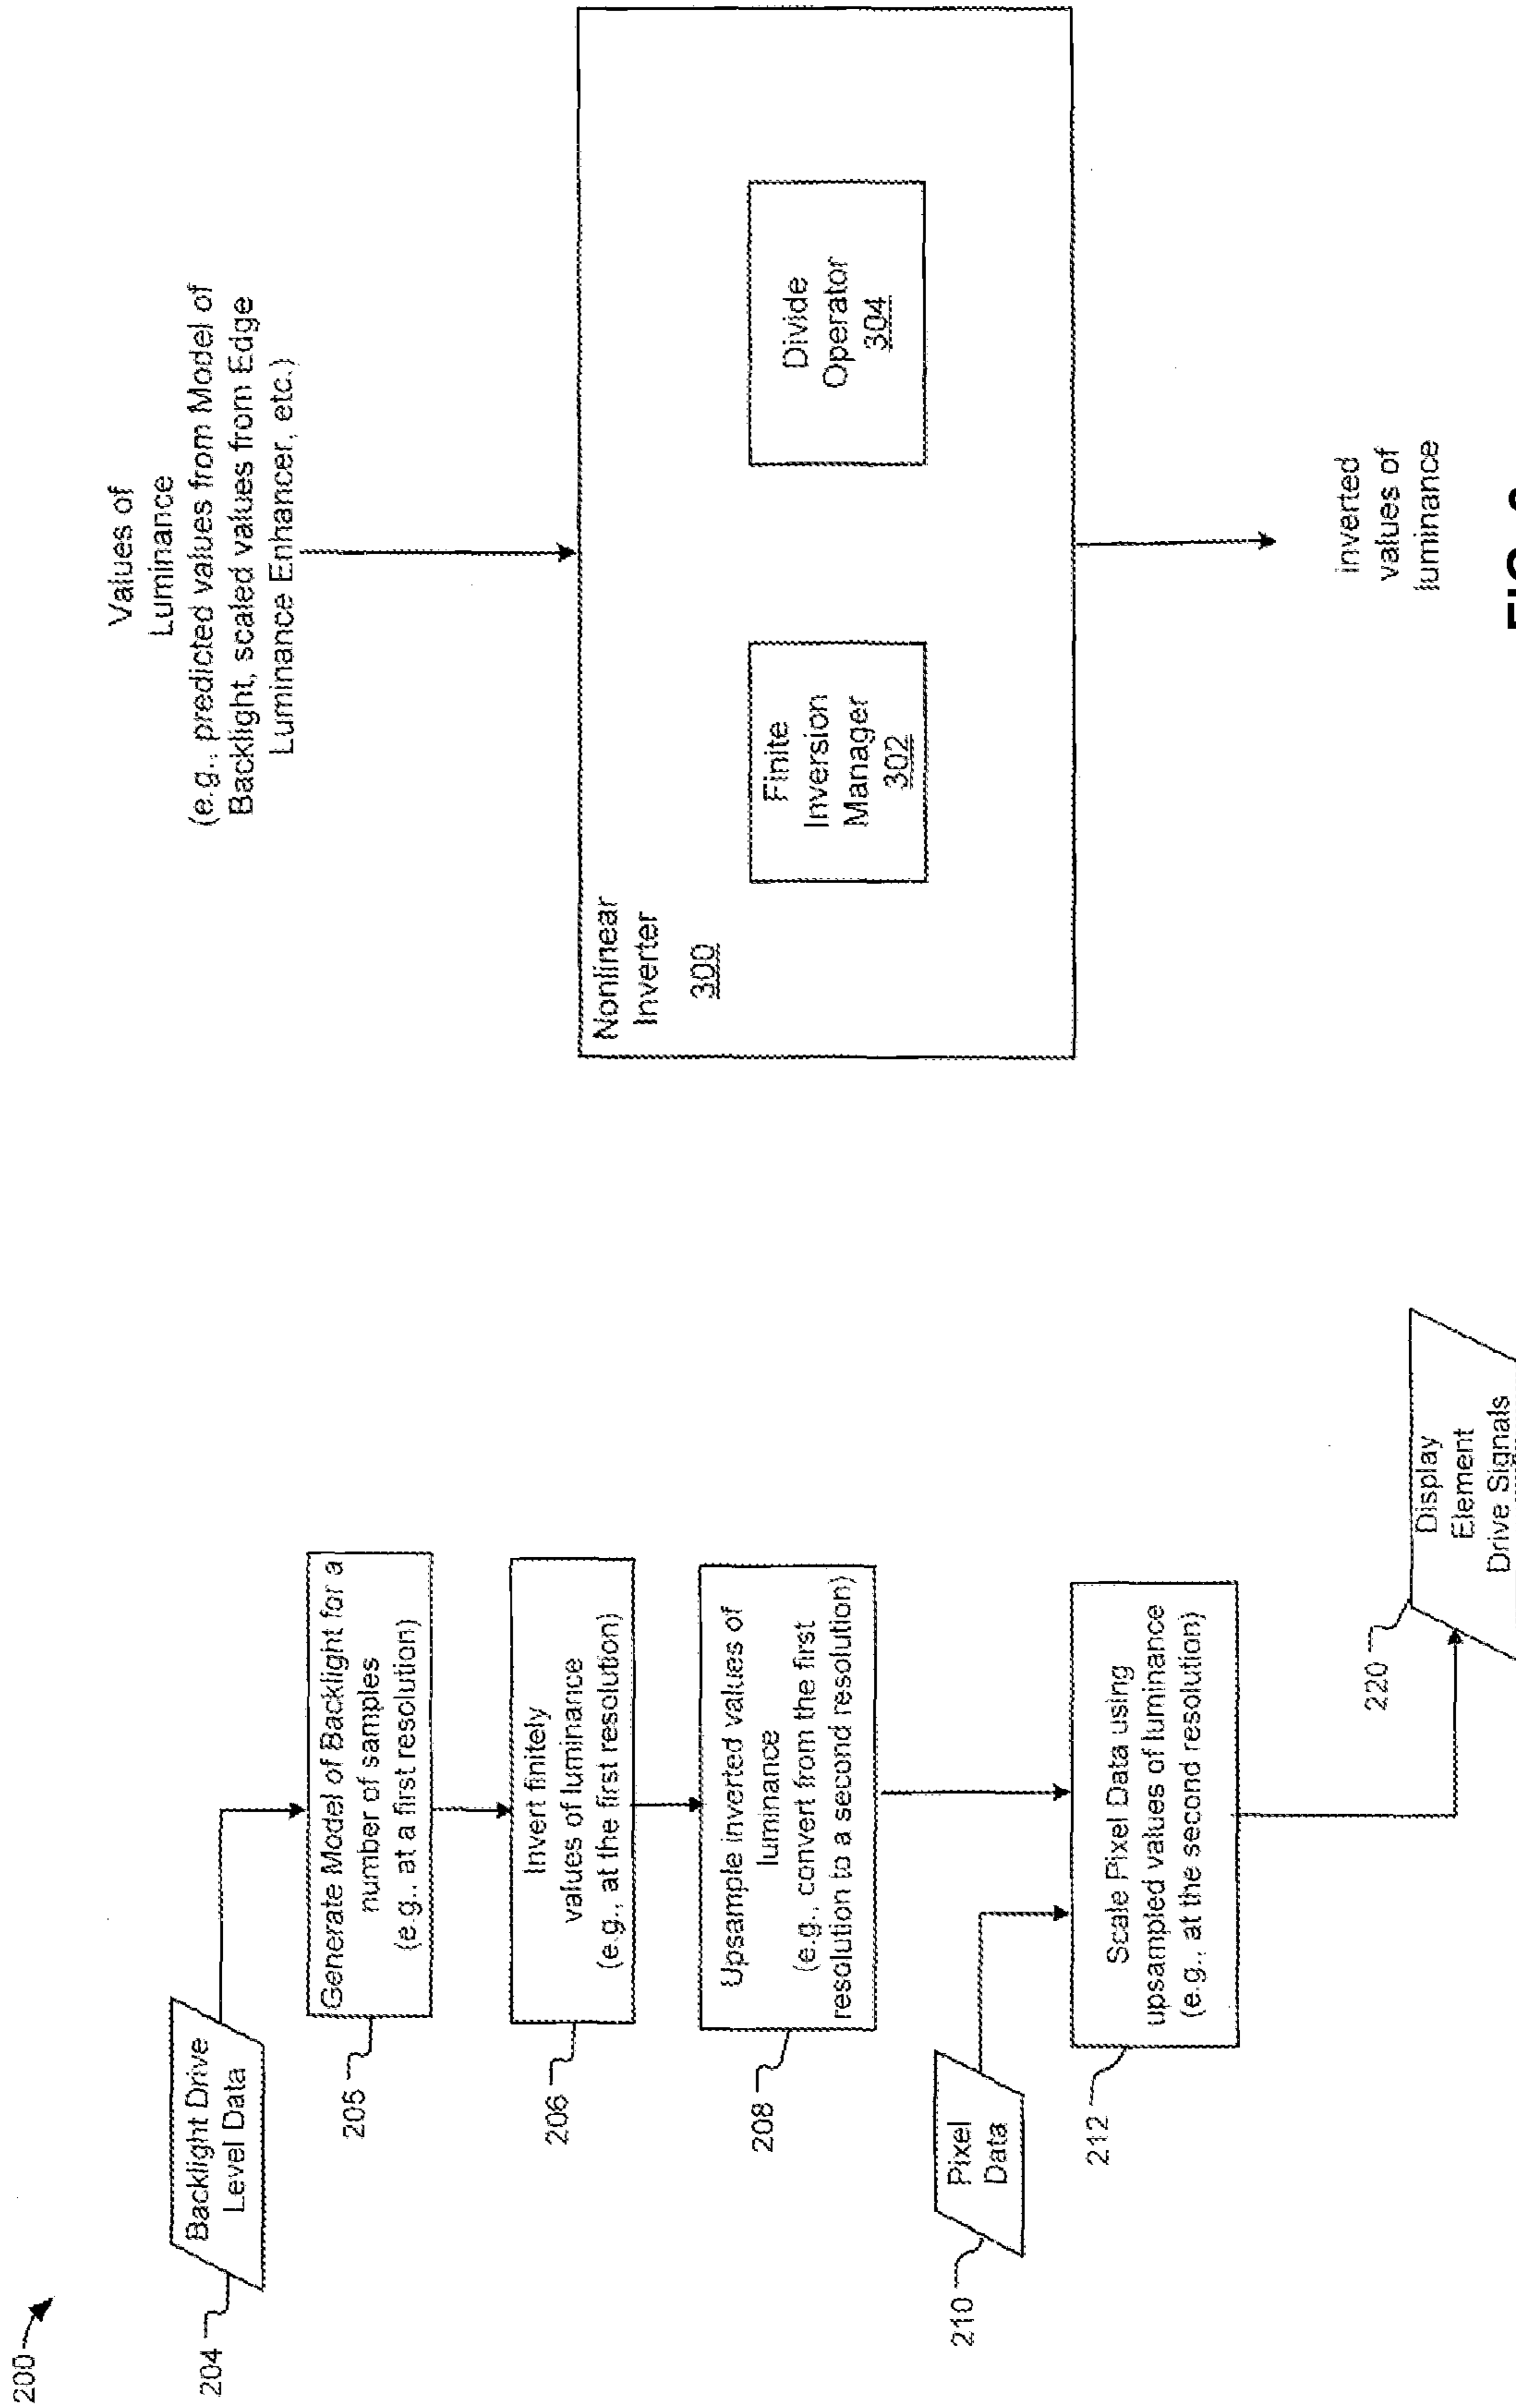 200
204
Backlight Drive
Level Data
205
Generate Model of Backlight for a
number of samples
(e.g., at a first resolution)
206
Invert finitely
values of luminance
(e.g., at the first resolution)
208
Upsample inverted values of
luminance
(e.g., convert from the first
resolution to a second resolution)
210
Pixel
Data
212
Scale Pixel Data using
upsampled values of luminance
(e.g., at the second resolution)
220
Display
Element
Drive Signals
Values of
Luminance
(e.g., predicted values from Model of
Backlight, scaled values from Edge
Luminance Enhancer, etc.)
Nonlinear
Inverter
300
Finite
Inversion
Manager
302
Divide
Operator
304
inverted
values of
luminance